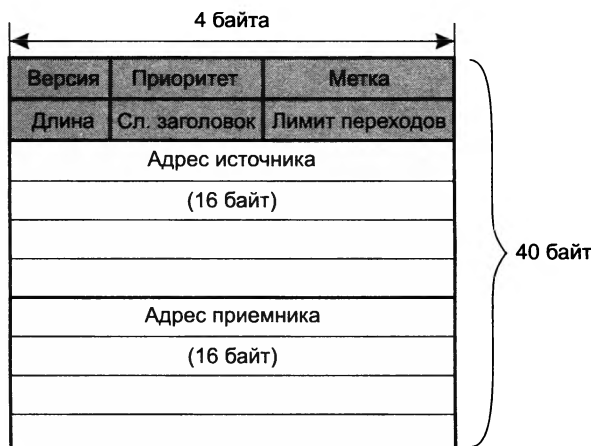 4 байта
Версия Приоритет Метка
Длина Сл. заголовок Лимит переходов
Адрес источника
(16 байт)
40 байт
Адрес приемника
(16 байт)